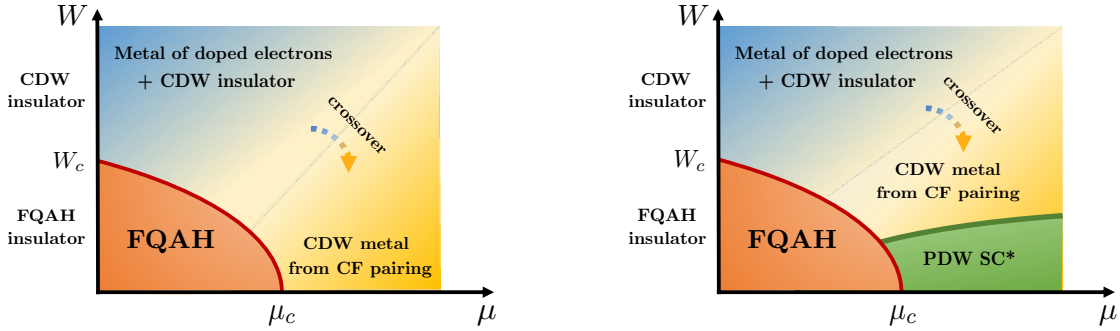 W
Metal of doped electrons
+ CDW insulator
CDW
insulator
crossover
W_c
FQAH
insulator
FQAH
CDW metal
from CF pairing
μ_c
μ
W
Metal of doped electrons
+ CDW insulator
CDW
insulator
crossover
W_c
CDW metal
from CF pairing
FQAH
insulator
FQAH
PDW SC*
μ_c
μ